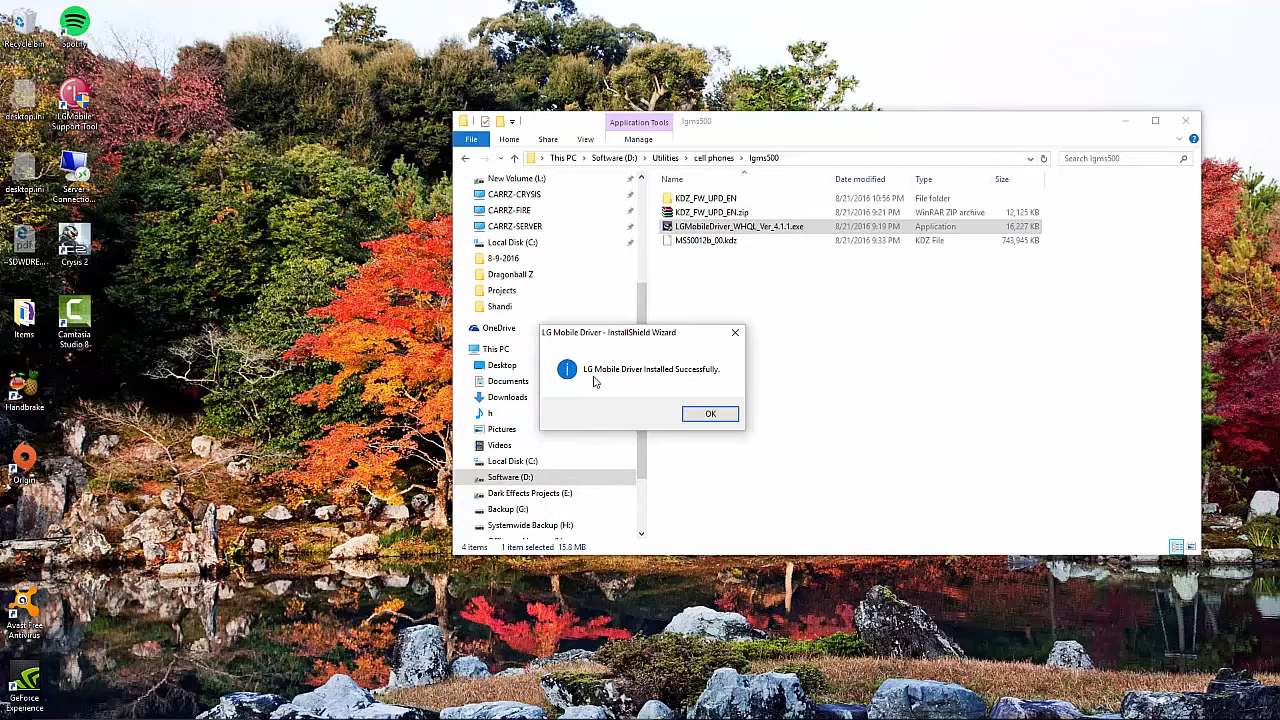 Recycle Bin
Spotify
desktop.ini
LGMobile
Support Tool
desktop.ini
Server -
Connectio...
pdf
~$DWDRE...
Crysis 2
Items
Camtasia
Studio 8
Handbrake
Origin
Avast Free
Antivirus
GeForce
Experience
Application Tools
lgms500
File
Home
Share
View
Manage
This PC
Software (D:)
Utilities
cell phones
lgms500
Search lgms500
Name
Date modified
Type
Size
New Volume (L:)
CARRZ-CRYSIS
CARRZ-FIRE
CARRZ-SERVER
Local Disk (C:)
8-9-2016
Dragonball Z
Projects
Shandi
OneDrive
This PC
Desktop
Documents
Downloads
h
Pictures
Videos
Local Disk (C:)
Software (D:)
Dark Effects Projects (E:)
Backup (G:)
Systemwide Backup (H:)
KDZ_FW_UPD_EN 8/21/2016 10:56 PM File folder
KDZ_FW_UPD_EN.zip 8/21/2016 9:21 PM WinRAR ZIP archive 12,125 KB
LGMobileDriver_WHQL_Ver_4.1.1.exe 8/21/2016 9:19 PM Application 16,227 KB
MS50012b_00.kdz 8/21/2016 9:33 PM KDZ File 743,945 KB
LG Mobile Driver - InstallShield Wizard
LG Mobile Driver Installed Successfully.
OK
4 items 1 item selected 15.8 MB